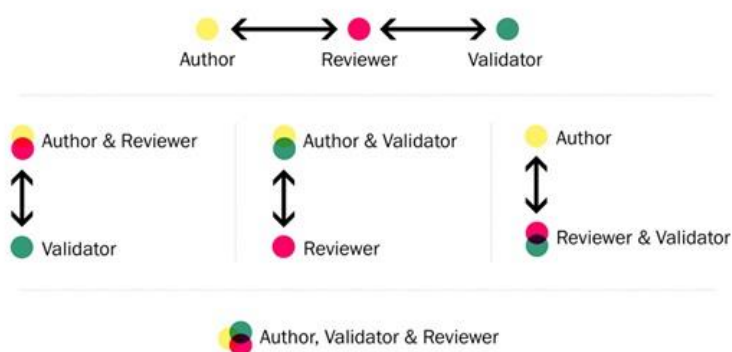 Author
Reviewer
Validator
Author & Reviewer
Validator
Author & Validator
Reviewer
Author
Reviewer & Validator
Author, Validator & Reviewer